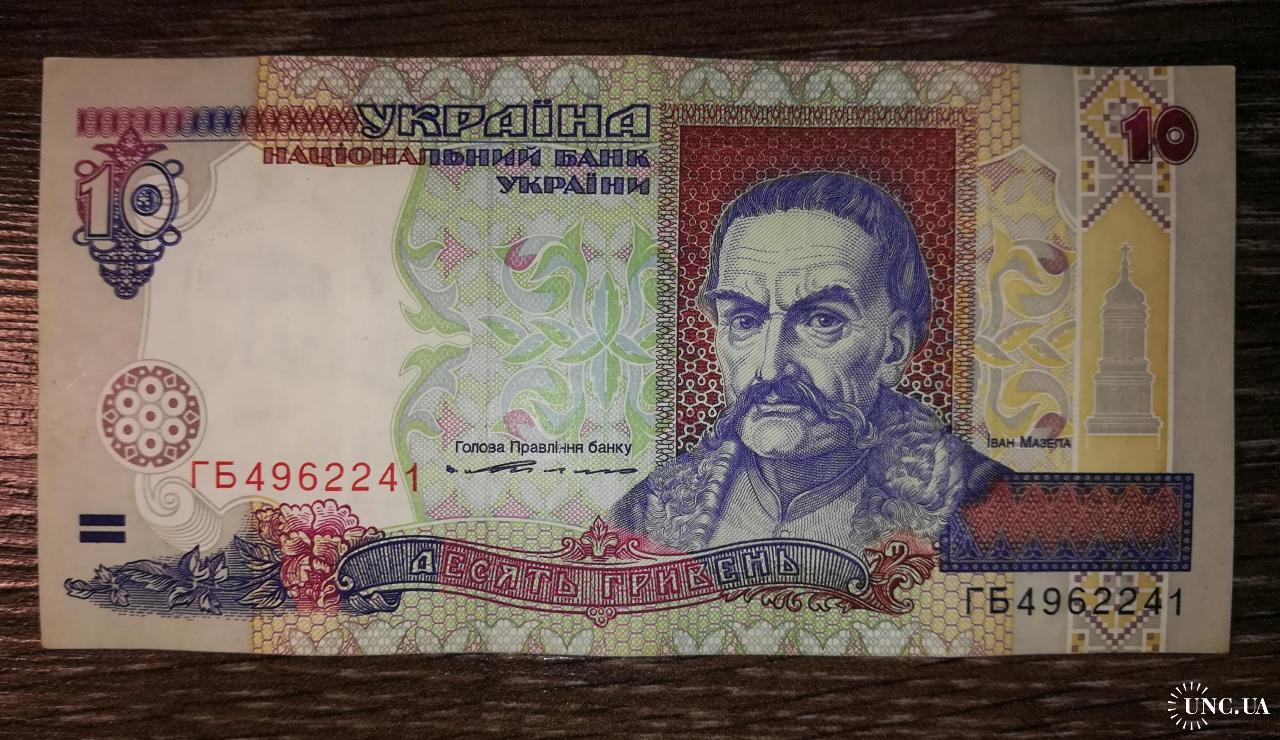 УКРАЇНА
НАЦІОНАЛЬНИЙ БАНК
УКРАЇНИ
10
10
Голова Правління банку
Іван Мазепа
ГБ4962241
ДЕСЯТЬ ГРИВЕНЬ
ГБ4962241
UNC.UA